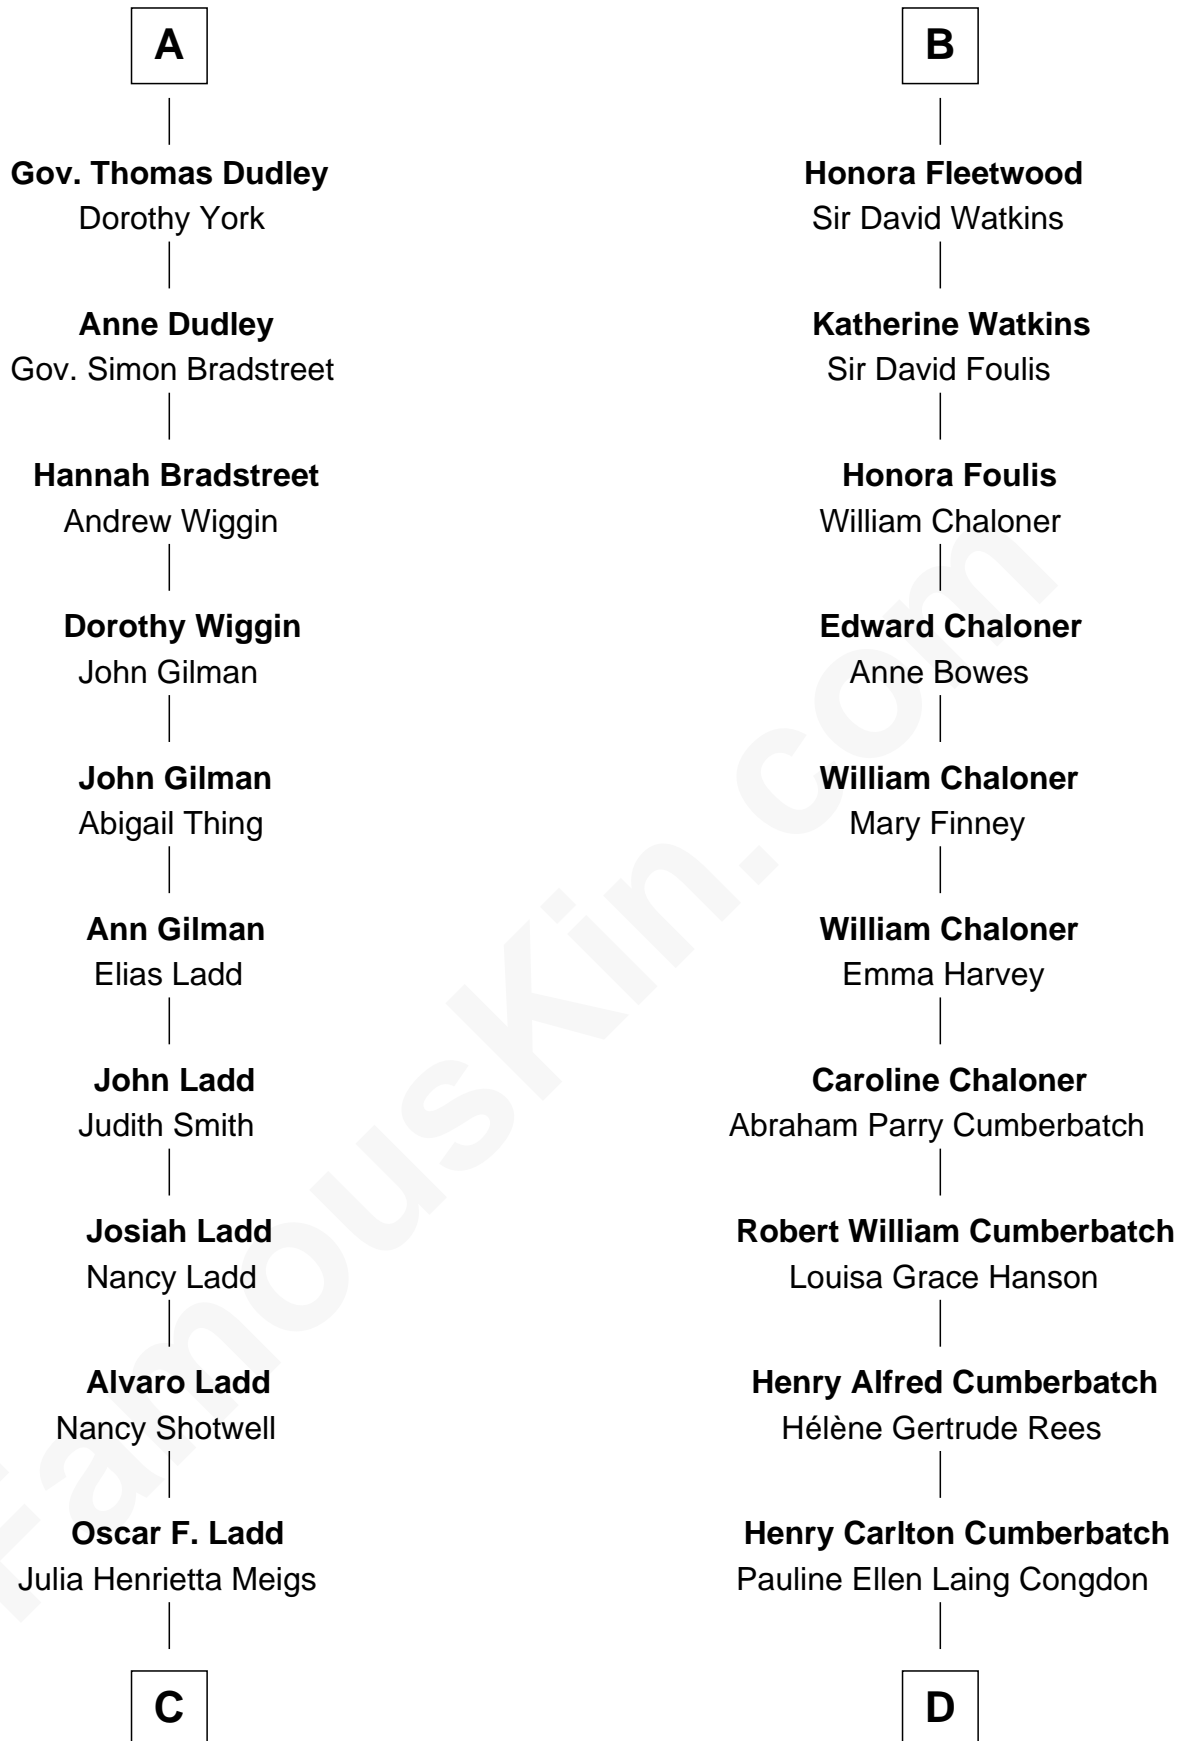 A
Gov. Thomas Dudley
Dorothy York
Anne Dudley
Gov. Simon Bradstreet
Hannah Bradstreet
Andrew Wiggin
Dorothy Wiggin
John Gilman
John Gilman
Abigail Thing
Ann Gilman
Elias Ladd
John Ladd
Judith Smith
Josiah Ladd
Nancy Ladd
Alvaro Ladd
Nancy Shotwell
Oscar F. Ladd
Julia Henrietta Meigs
C
B
Honora Fleetwood
Sir David Watkins
Katherine Watkins
Sir David Foulis
Honora Foulis
William Chaloner
Edward Chaloner
Anne Bowes
William Chaloner
Mary Finney
William Chaloner
Emma Harvey
Caroline Chaloner
Abraham Parry Cumberbatch
Robert William Cumberbatch
Louisa Grace Hanson
Henry Alfred Cumberbatch
Hélène Gertrude Rees
Henry Carlton Cumberbatch
Pauline Ellen Laing Congdon
D
FamousKin.com